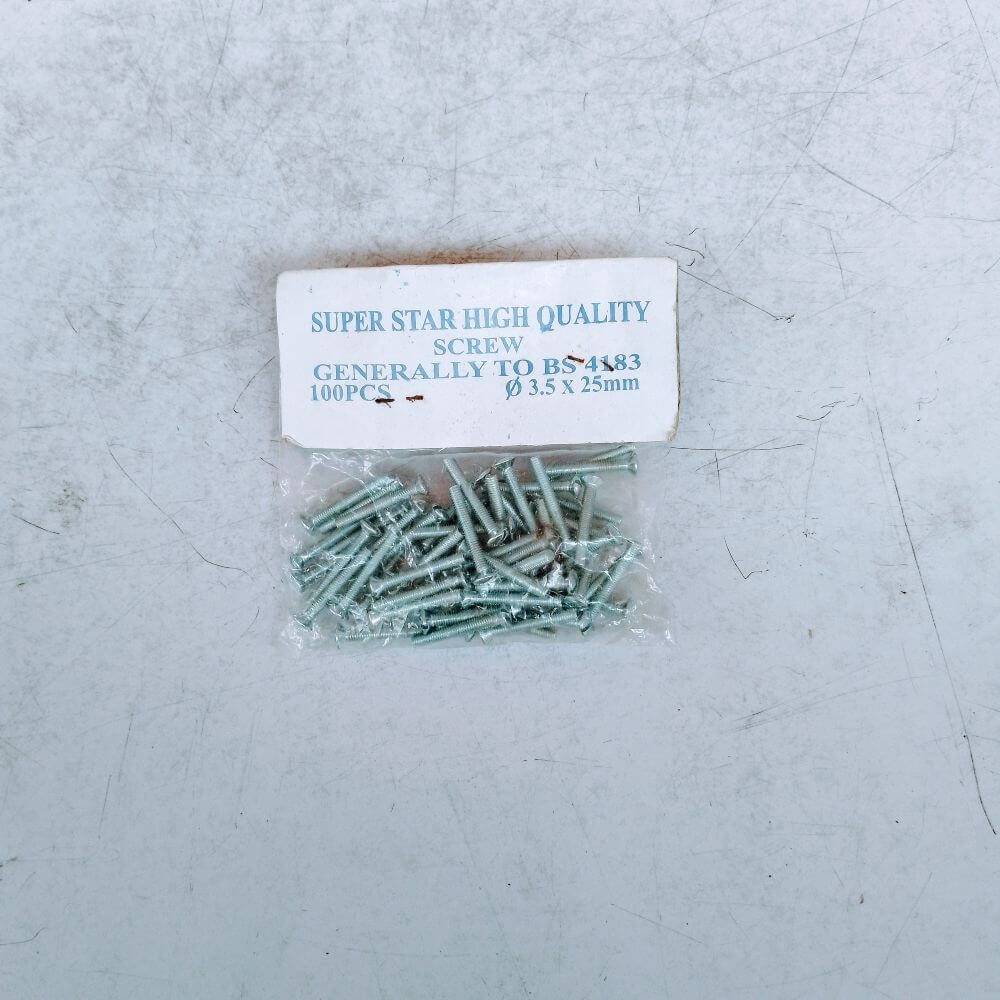 SUPER STAR HIGH QUALITY
SCREW
GENERALLY TO BS 4183
100PCS Ø 3.5 X 25mm